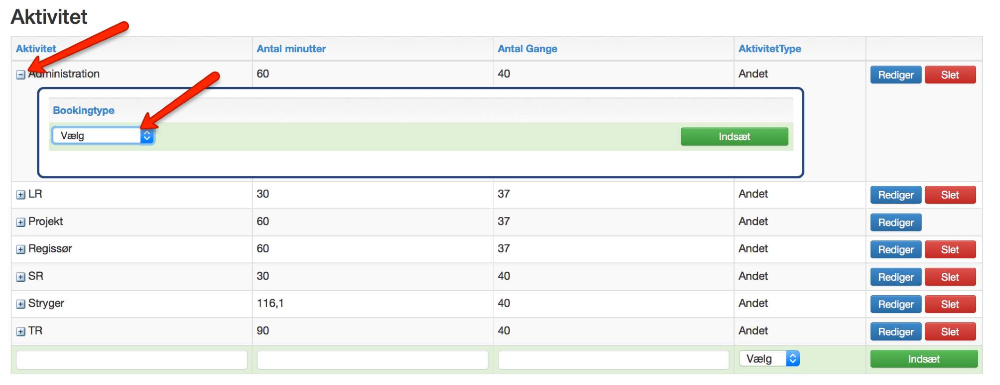 Aktivitet
Aktivitet Antal minutter Antal Gange AktivitetType
Administration 60 40 Andet Rediger Slet
Bookingtype
Vælg Indsæt
LR 30 37 Andet Rediger Slet
Projekt 60 37 Andet Rediger
Regissør 60 37 Andet Rediger Slet
SR 30 40 Andet Rediger Slet
Stryger 116,1 40 Andet Rediger Slet
TR 90 40 Andet Rediger Slet
Vælg Indsæt